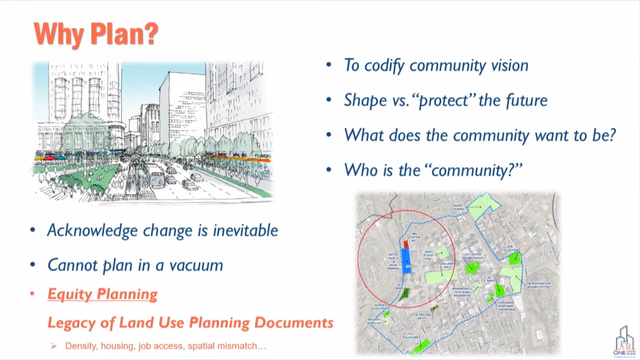 Why Plan?
• To codify community vision
• Shape vs. “protect” the future
• What does the community want to be?
• Who is the “community?”
• Acknowledge change is inevitable
• Cannot plan in a vacuum
• Equity Planning
Legacy of Land Use Planning Documents
➢ Density, housing, job access, spatial mismatch…
ONE